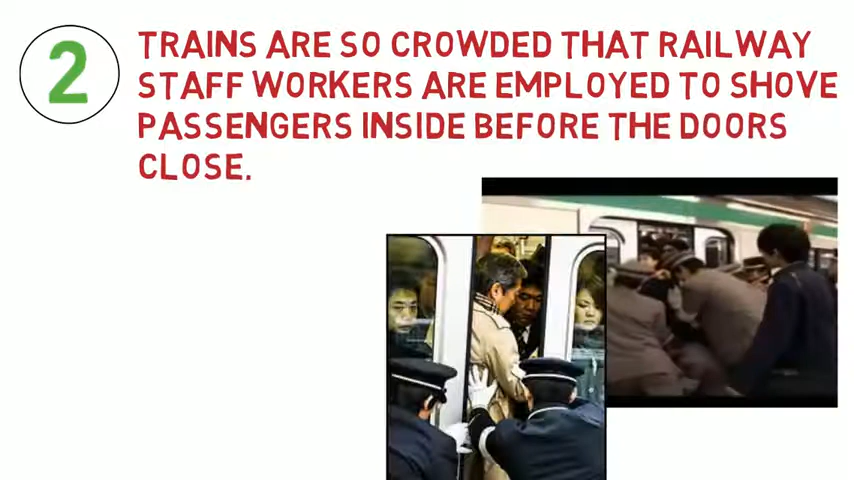 2
TRAINS ARE SO CROWDED THAT RAILWAY
STAFF WORKERS ARE EMPLOYED TO SHOVE
PASSENGERS INSIDE BEFORE THE DOORS
CLOSE.